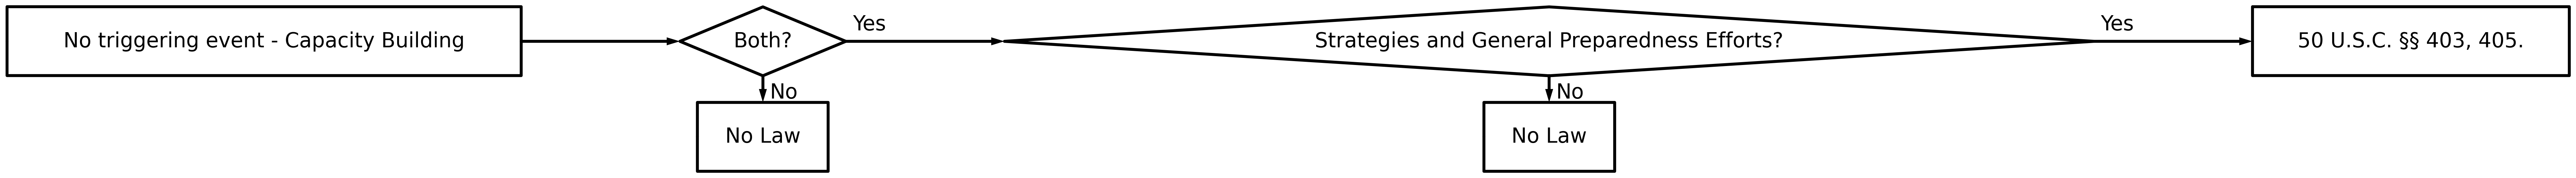 No triggering event - Capacity Building
Both?
Yes
Strategies and General Preparedness Efforts?
Yes
50 U.S.C. §§ 403, 405.
No
No
No Law
No Law